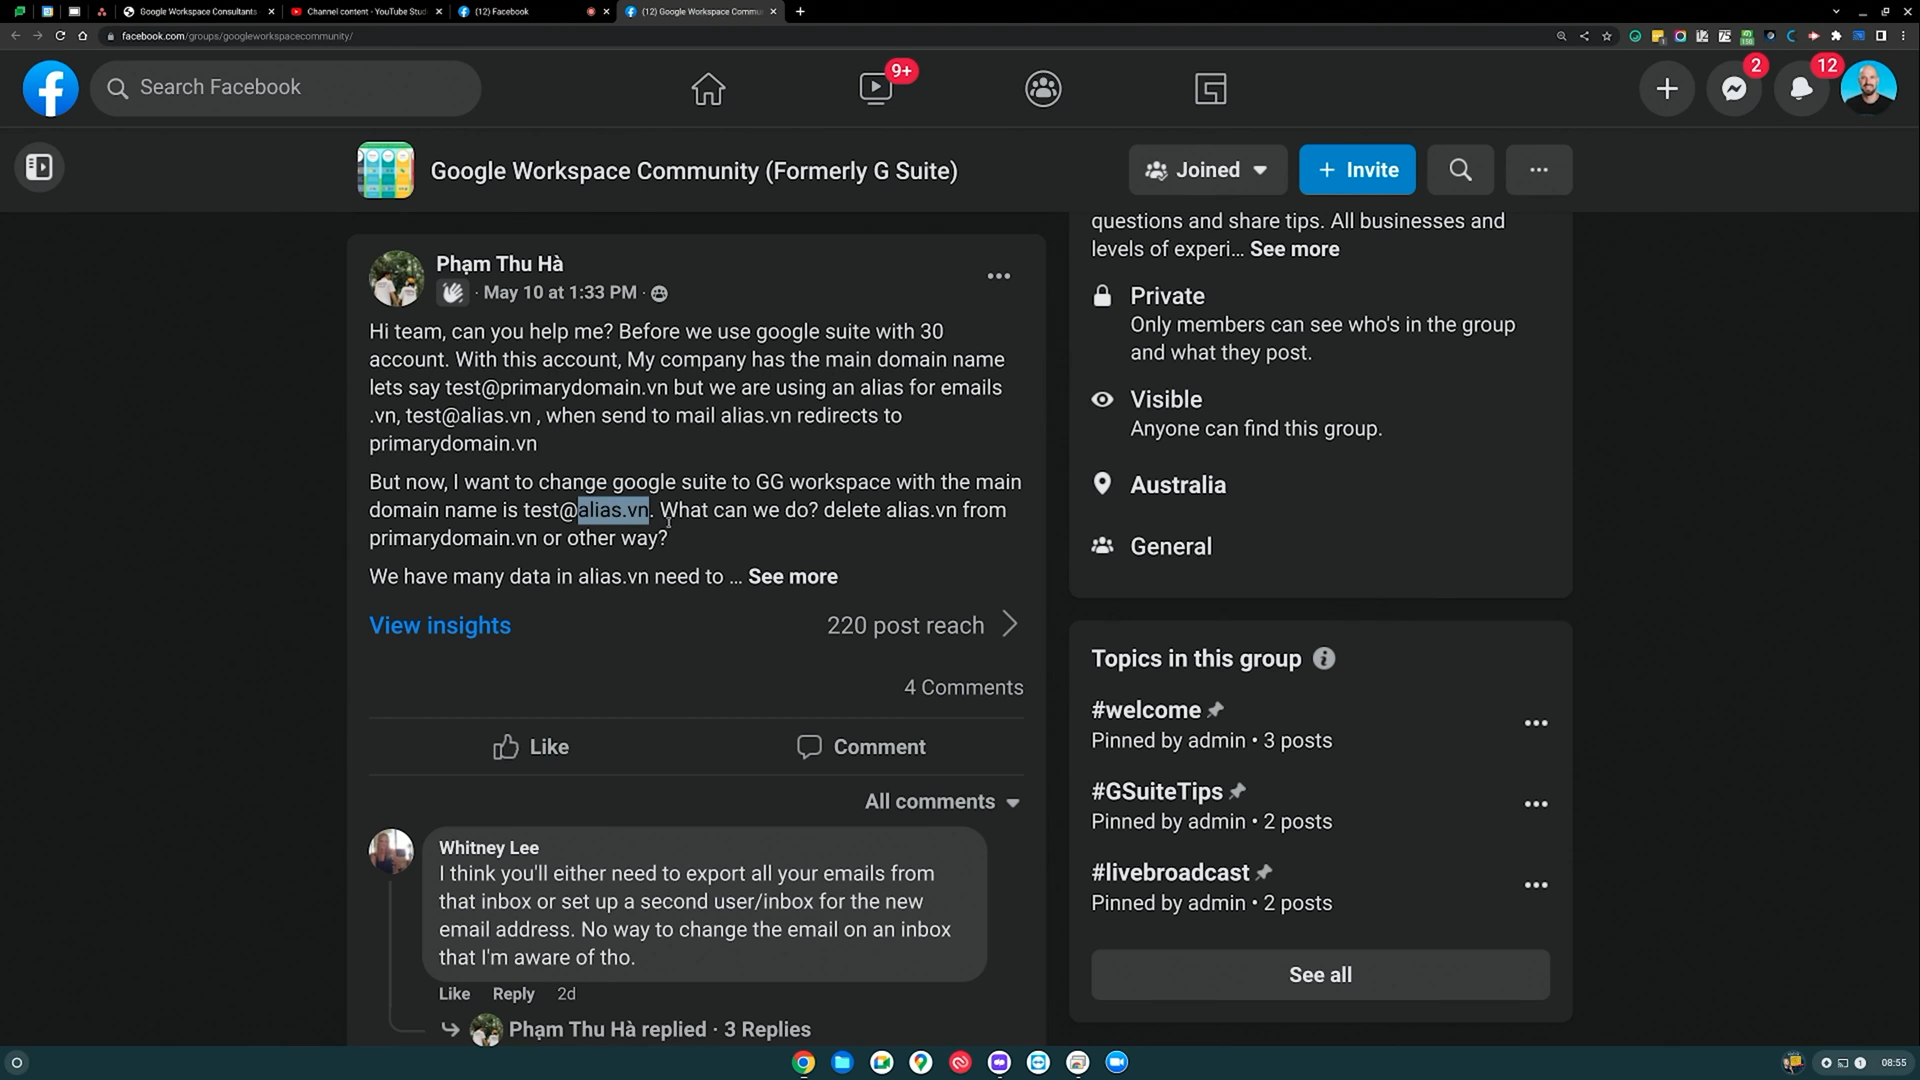 Google Workspace Consultants
Channel content - YouTube Stud
(12) Facebook
(12) Google Workspace Commu
facebook.com/groups/googleworkspacecommunity/
Search Facebook
9+
2
12
Google Workspace Community (Formerly G Suite)
Joined
+ Invite
questions and share tips. All businesses and
levels of experi... See more
Private
Only members can see who's in the group
and what they post.
Visible
Anyone can find this group.
Australia
General
Phạm Thu Hà
· May 10 at 1:33 PM ·
Hi team, can you help me? Before we use google suite with 30
account. With this account, My company has the main domain name
lets say test@primarydomain.vn but we are using an alias for emails
.vn, test@alias.vn , when send to mail alias.vn redirects to
primarydomain.vn
But now, I want to change google suite to GG workspace with the main
domain name is test@alias.vn. What can we do? delete alias.vn from
primarydomain.vn or other way?
We have many data in alias.vn need to ... See more
View insights
220 post reach
4 Comments
Like
Comment
All comments
Whitney Lee
I think you'll either need to export all your emails from
that inbox or set up a second user/inbox for the new
email address. No way to change the email on an inbox
that I'm aware of tho.
Like Reply 2d
Phạm Thu Hà replied · 3 Replies
Topics in this group
#welcome
Pinned by admin • 3 posts
#GSuiteTips
Pinned by admin • 2 posts
#livebroadcast
Pinned by admin • 2 posts
See all
08:55